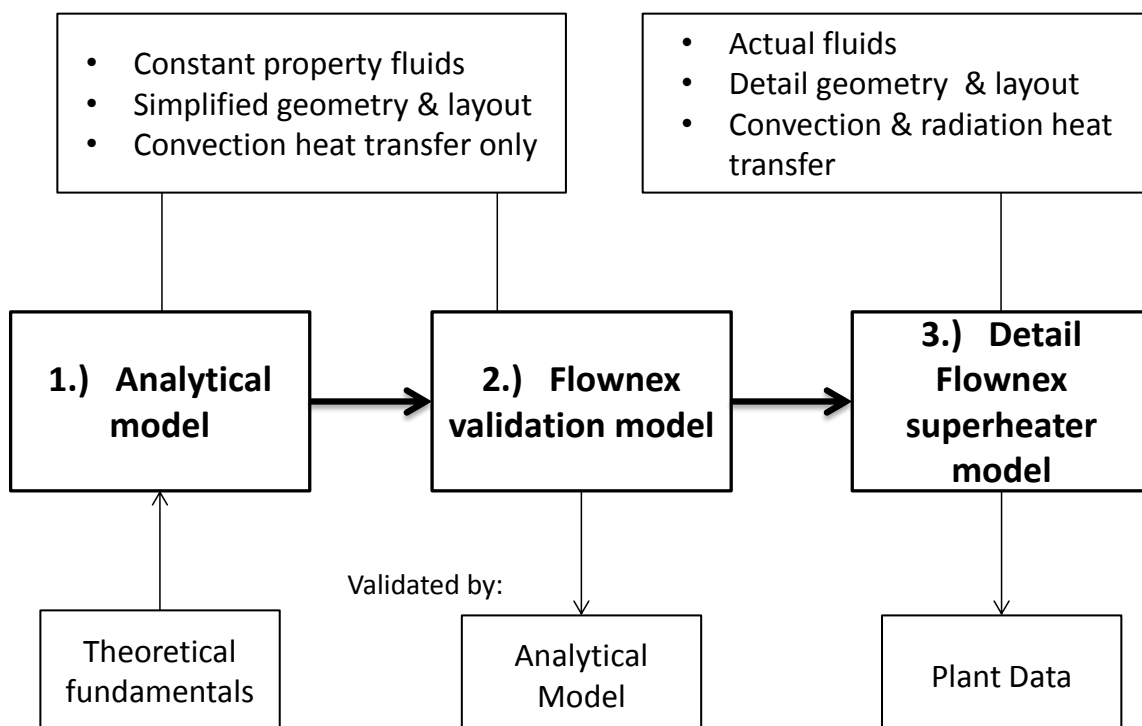 • Constant property fluids
• Simplified geometry & layout
• Convection heat transfer only
• Actual fluids
• Detail geometry & layout
• Convection & radiation heat
transfer
1.) Analytical
model
2.) Flownex
validation model
3.) Detail
Flownex
superheater
model
Validated by:
Theoretical
fundamentals
Analytical
Model
Plant Data